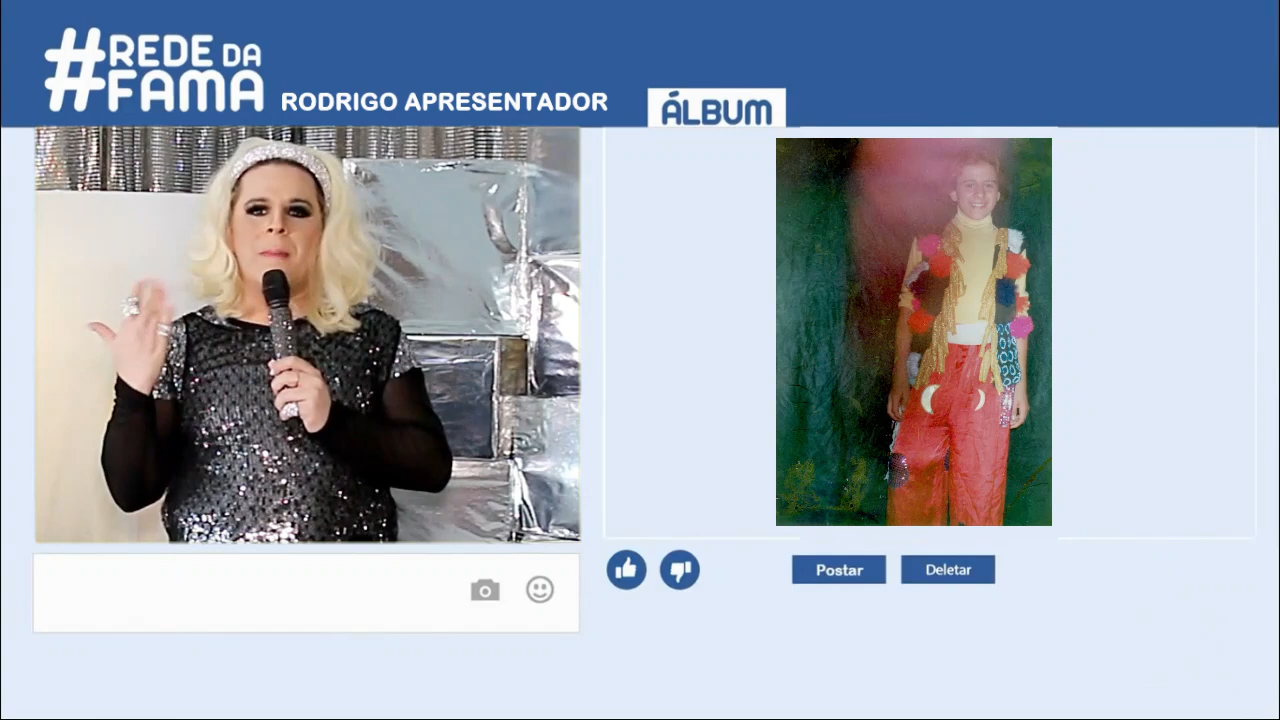 #REDE DA
FAMA
RODRIGO APRESENTADOR
ÁLBUM
Postar
Deletar